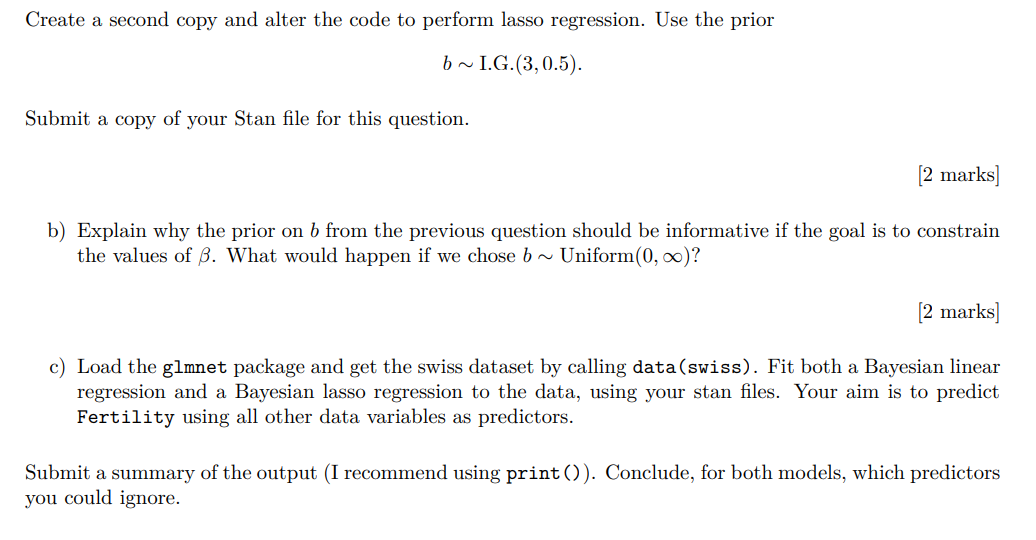 Create a second copy and alter the code to perform lasso regression. Use the prior
b ∼ I.G.(3, 0.5).
Submit a copy of your Stan file for this question.
[2 marks]
b) Explain why the prior on b from the previous question should be informative if the goal is to constrain
the values of β. What would happen if we chose b ∼ Uniform(0, ∞)?
[2 marks]
c) Load the glmnet package and get the swiss dataset by calling data(swiss). Fit both a Bayesian linear
regression and a Bayesian lasso regression to the data, using your stan files. Your aim is to predict
Fertility using all other data variables as predictors.
Submit a summary of the output (I recommend using print()). Conclude, for both models, which predictors
you could ignore.